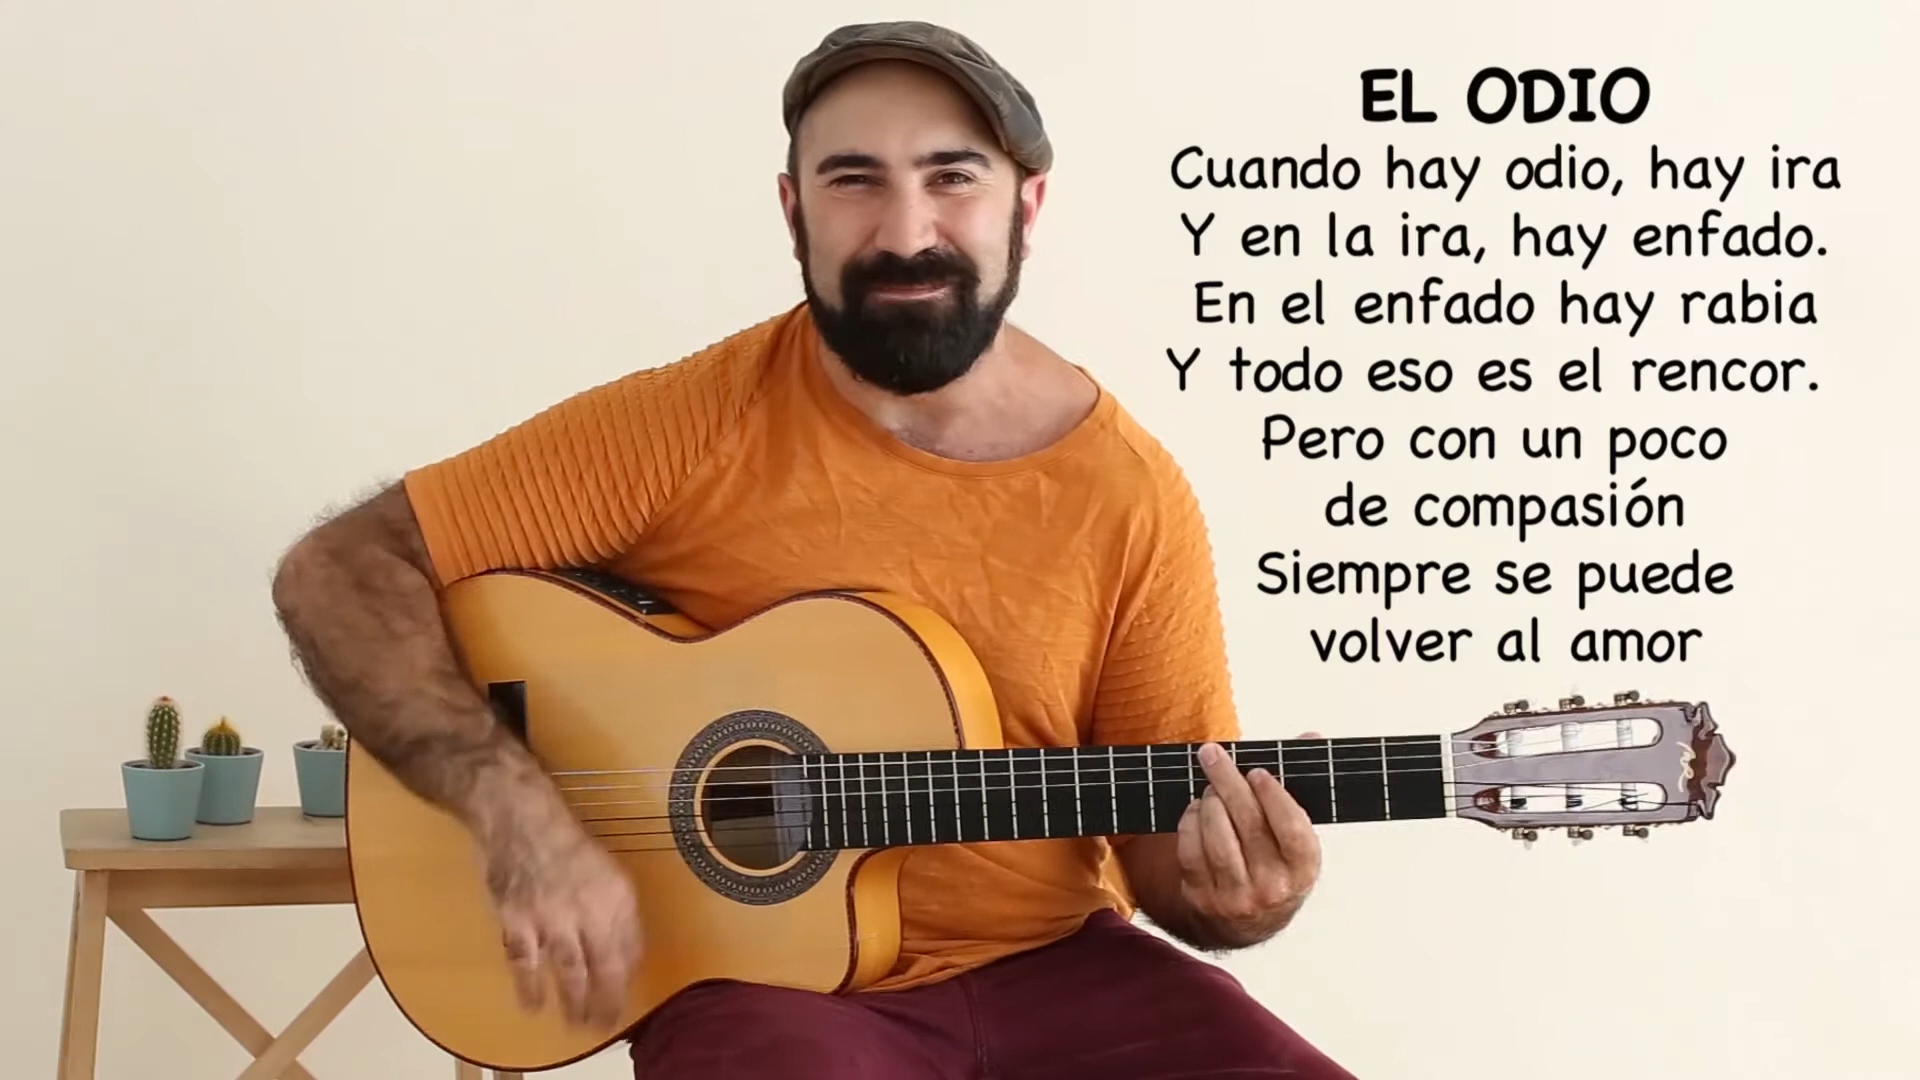 EL ODIO
Cuando hay odio, hay ira
Y en la ira, hay enfado.
En el enfado hay rabia
Y todo eso es el rencor.
Pero con un poco
de compasión
Siempre se puede
volver al amor